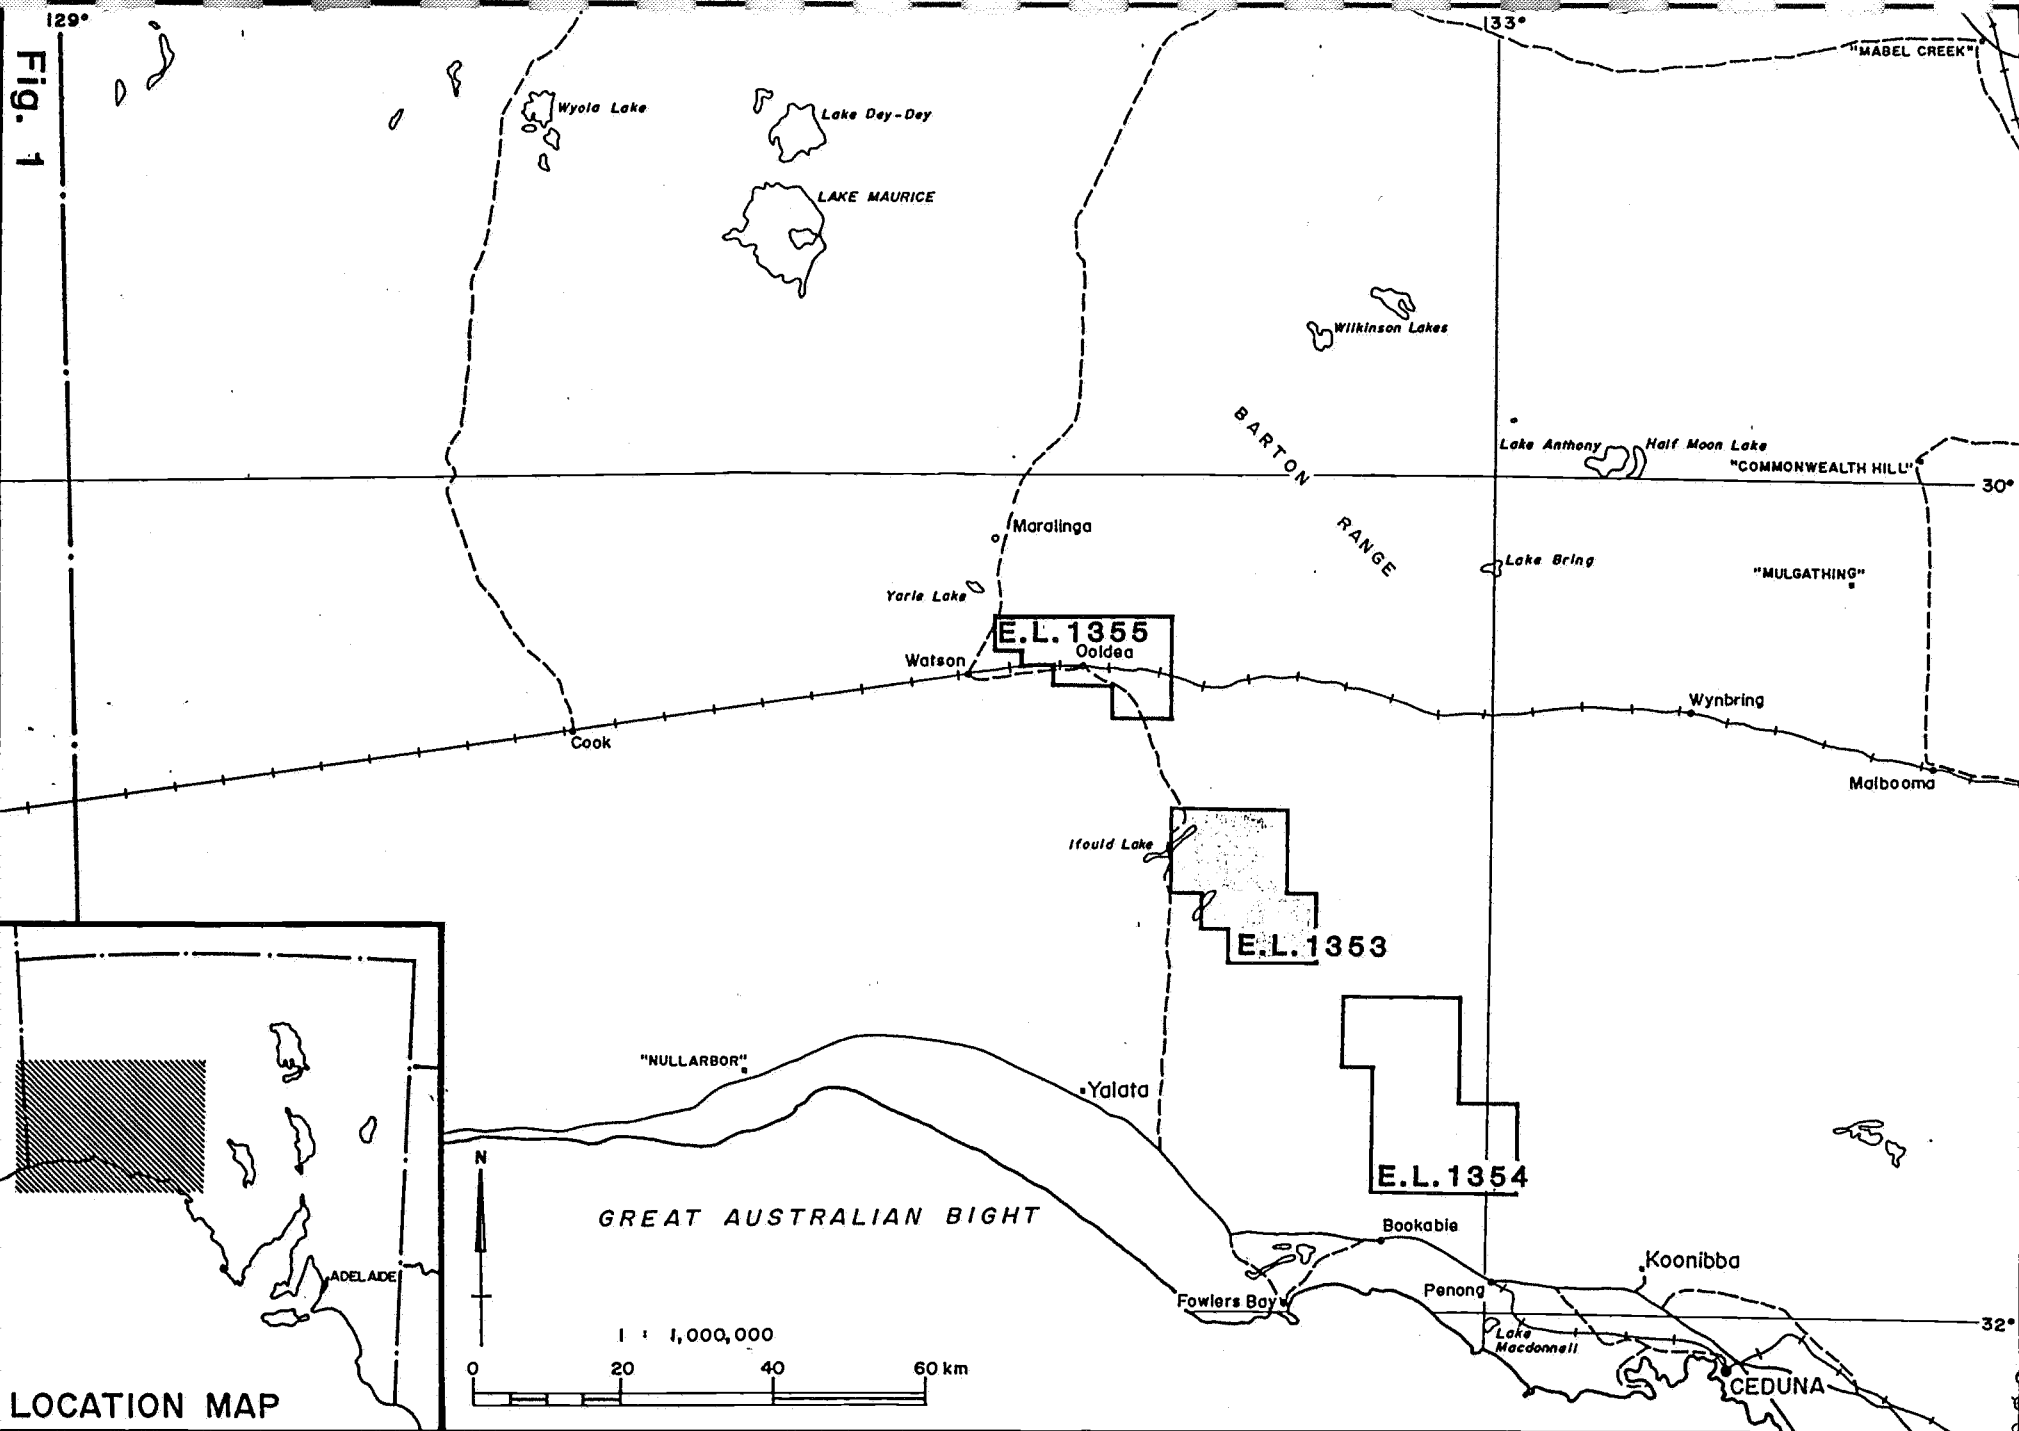 129°
133°
"MABEL CREEK"
Fig. 1
Wyola Lake
Lake Dey-Dey
LAKE MAURICE
Wilkinson Lakes
BARTON RANGE
Lake Anthony
Half Moon Lake
"COMMONWEALTH HILL"
30°
Maralinga
Lake Bring
"MULGATHING"
Yarle Lake
E.L.1355
Ooldea
Watson
Wynbring
Cook
Malbooma
Ifould Lake
E.L.1353
"NULLARBOR"
Yalata
N
E.L.1354
GREAT AUSTRALIAN BIGHT
Bookabie
Koonibba
ADELAIDE
Penong
Fowlers Bay
32°
1 : 1,000,000
Lake
Macdonnell
0 20 40 60 km
CEDUNA
LOCATION MAP